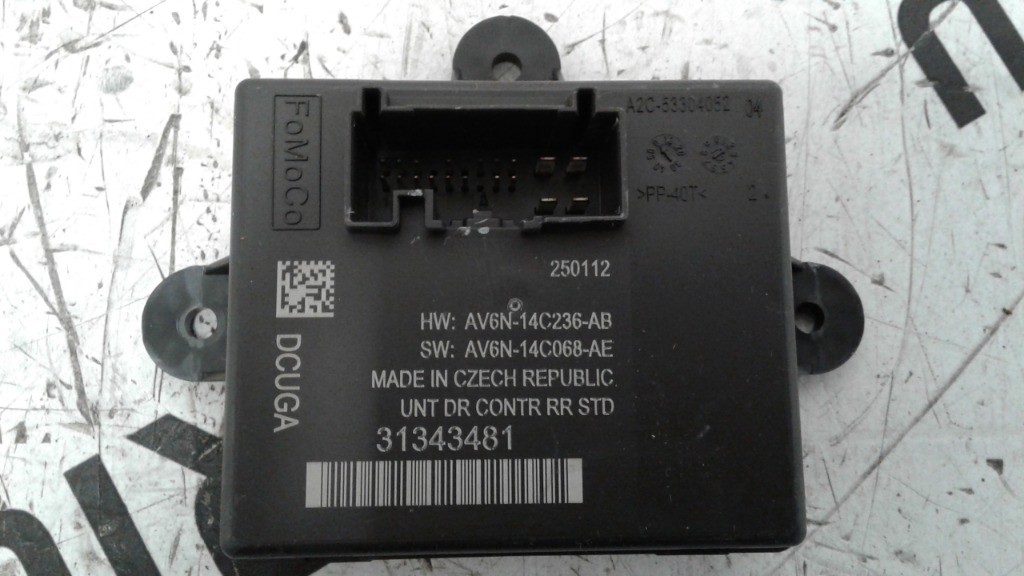 FoMoCo
A2C-53304052
04
>PP-40T<
2
250112
HW: AV6N-14C236-AB
SW: AV6N-14C068-AE
MADE IN CZECH REPUBLIC
UNT DR CONTR RR STD
31343481
DCUGA